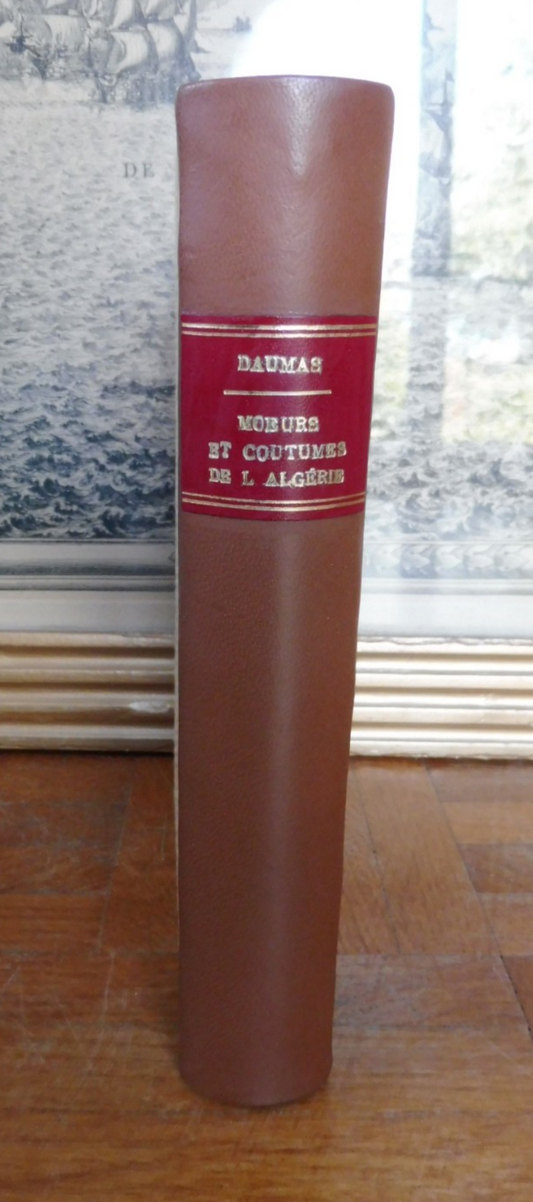 DE
DAUMAS
MOEURS
ET COUTUMES
DE L ALGÉRIE